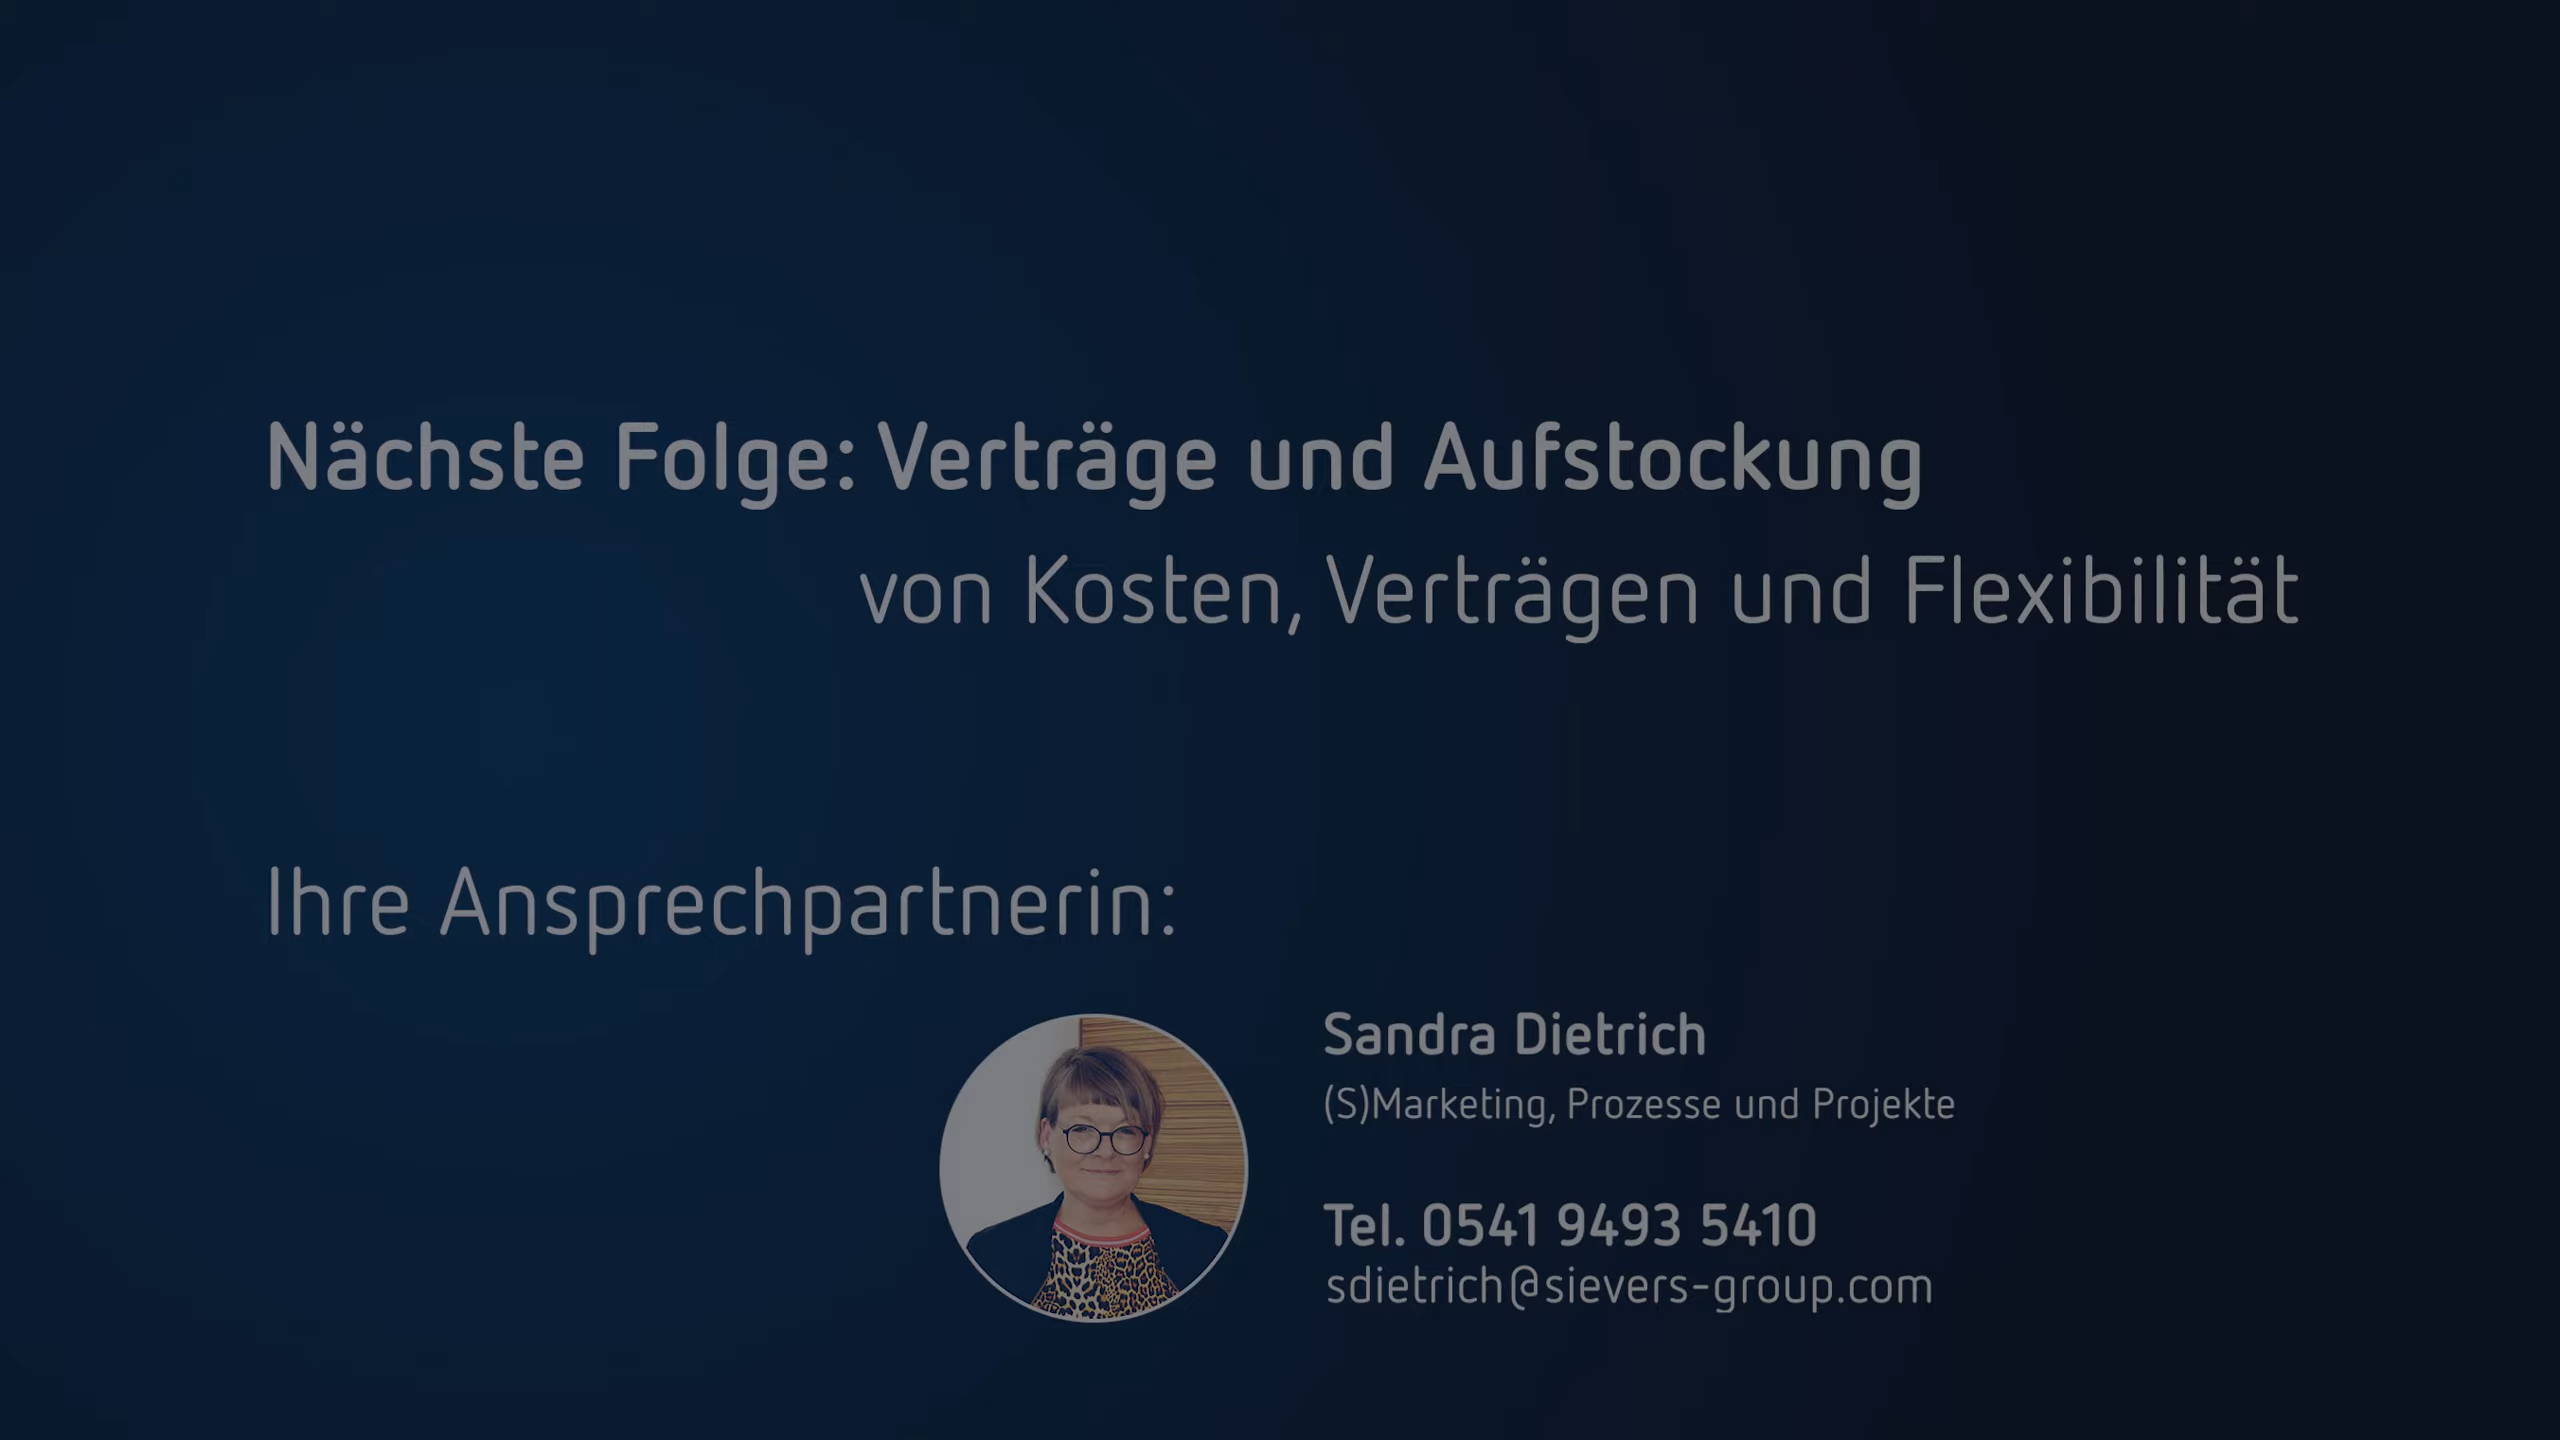 Nächste Folge: Verträge und Aufstockung
von Kosten, Verträgen und Flexibilität
Ihre Ansprechpartnerin:
Sandra Dietrich
(S)Marketing, Prozesse und Projekte
Tel. 0541 9493 5410
sdietrich@sievers-group.com